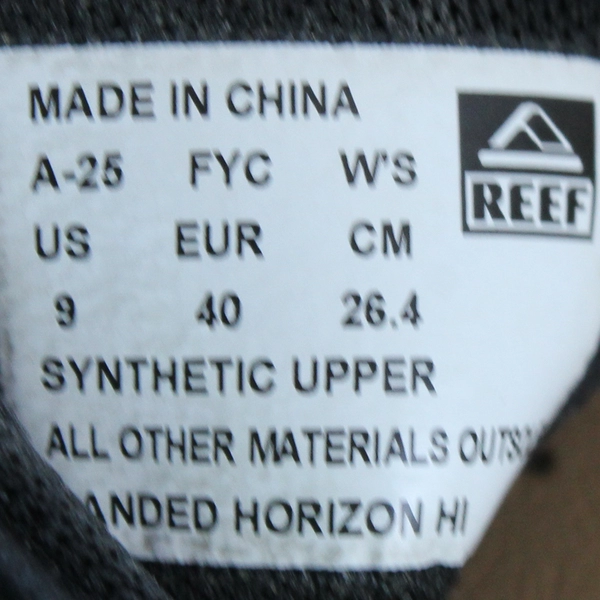 MADE IN CHINA
REEF
A-25 FYC W'S
US EUR CM
9 40 26.4
SYNTHETIC UPPER
ALL OTHER MATERIALS
HORIZON HI